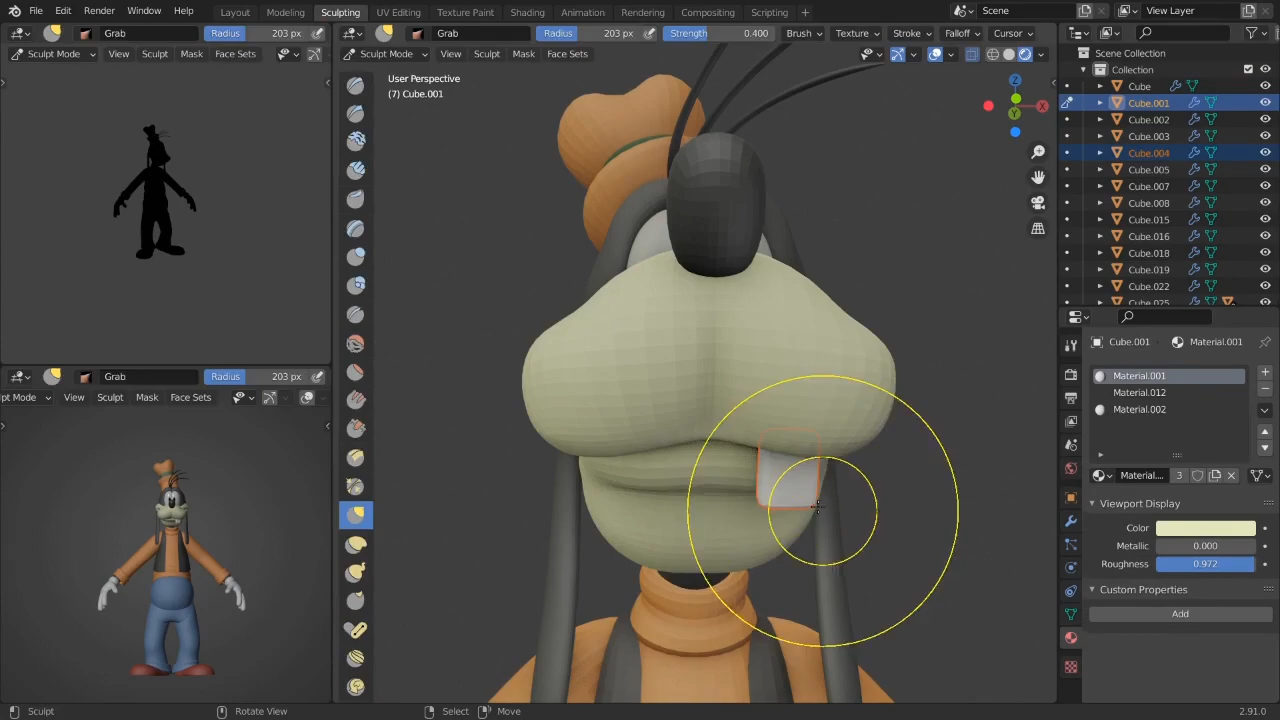 File Edit Render Window Help Layout Modeling Sculpting UV Editing Texture Paint Shading Animation Rendering Compositing Scripting + Scene View Layer
Grab Radius 203 px
Sculpt Mode View Sculpt Mask Face Sets
Grab Radius 203 px Strength 0.400 Brush Texture Stroke Falloff Cursor
Sculpt Mode View Sculpt Mask Face Sets
User Perspective
(7) Cube.001
Z
X
Y
Grab Radius 203 px
pt Mode View Sculpt Mask Face Sets
Scene Collection
Collection
Cube
Cube.001
Cube.002
Cube.003
Cube.004
Cube.005
Cube.007
Cube.008
Cube.015
Cube.016
Cube.018
Cube.019
Cube.022
Cube.025
Cube.001 Material.001
Material.001
Material.012
Material.002
Material.... 3
Viewport Display
Color
Metallic 0.000
Roughness 0.972
Custom Properties
Add
Sculpt Rotate View Select Move 2.91.0